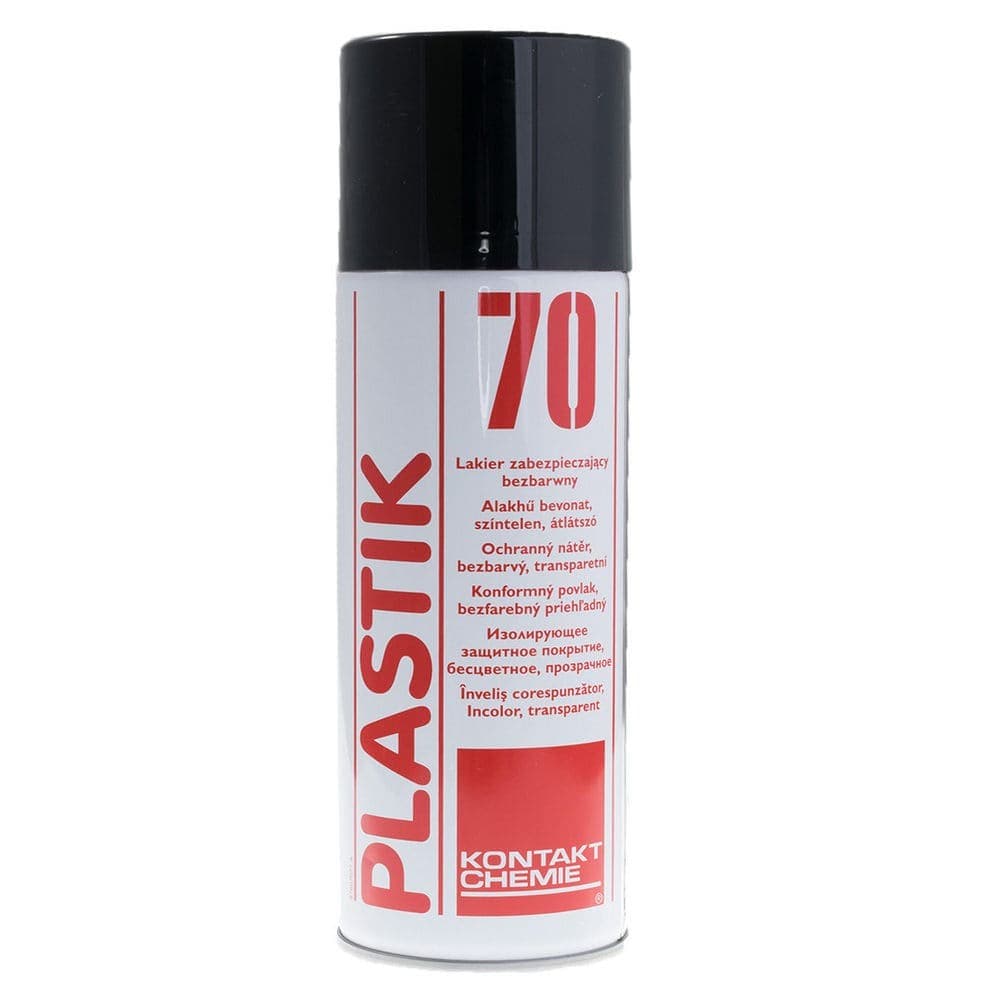 PLASTIK
70
Lakier zabezpieczający
bezbarwny
Alakhű bevonat,
színtelen, átlátszó
Ochranný nátěr,
bezbarvý, transparetní
Konformný povlak,
bezfarebný priehľadný
Изолирующее
защитное покрытие,
бесцветное, прозрачное
Înveliş corespunzător,
Incolor, transparent
KONTAKT
CHEMIE
®